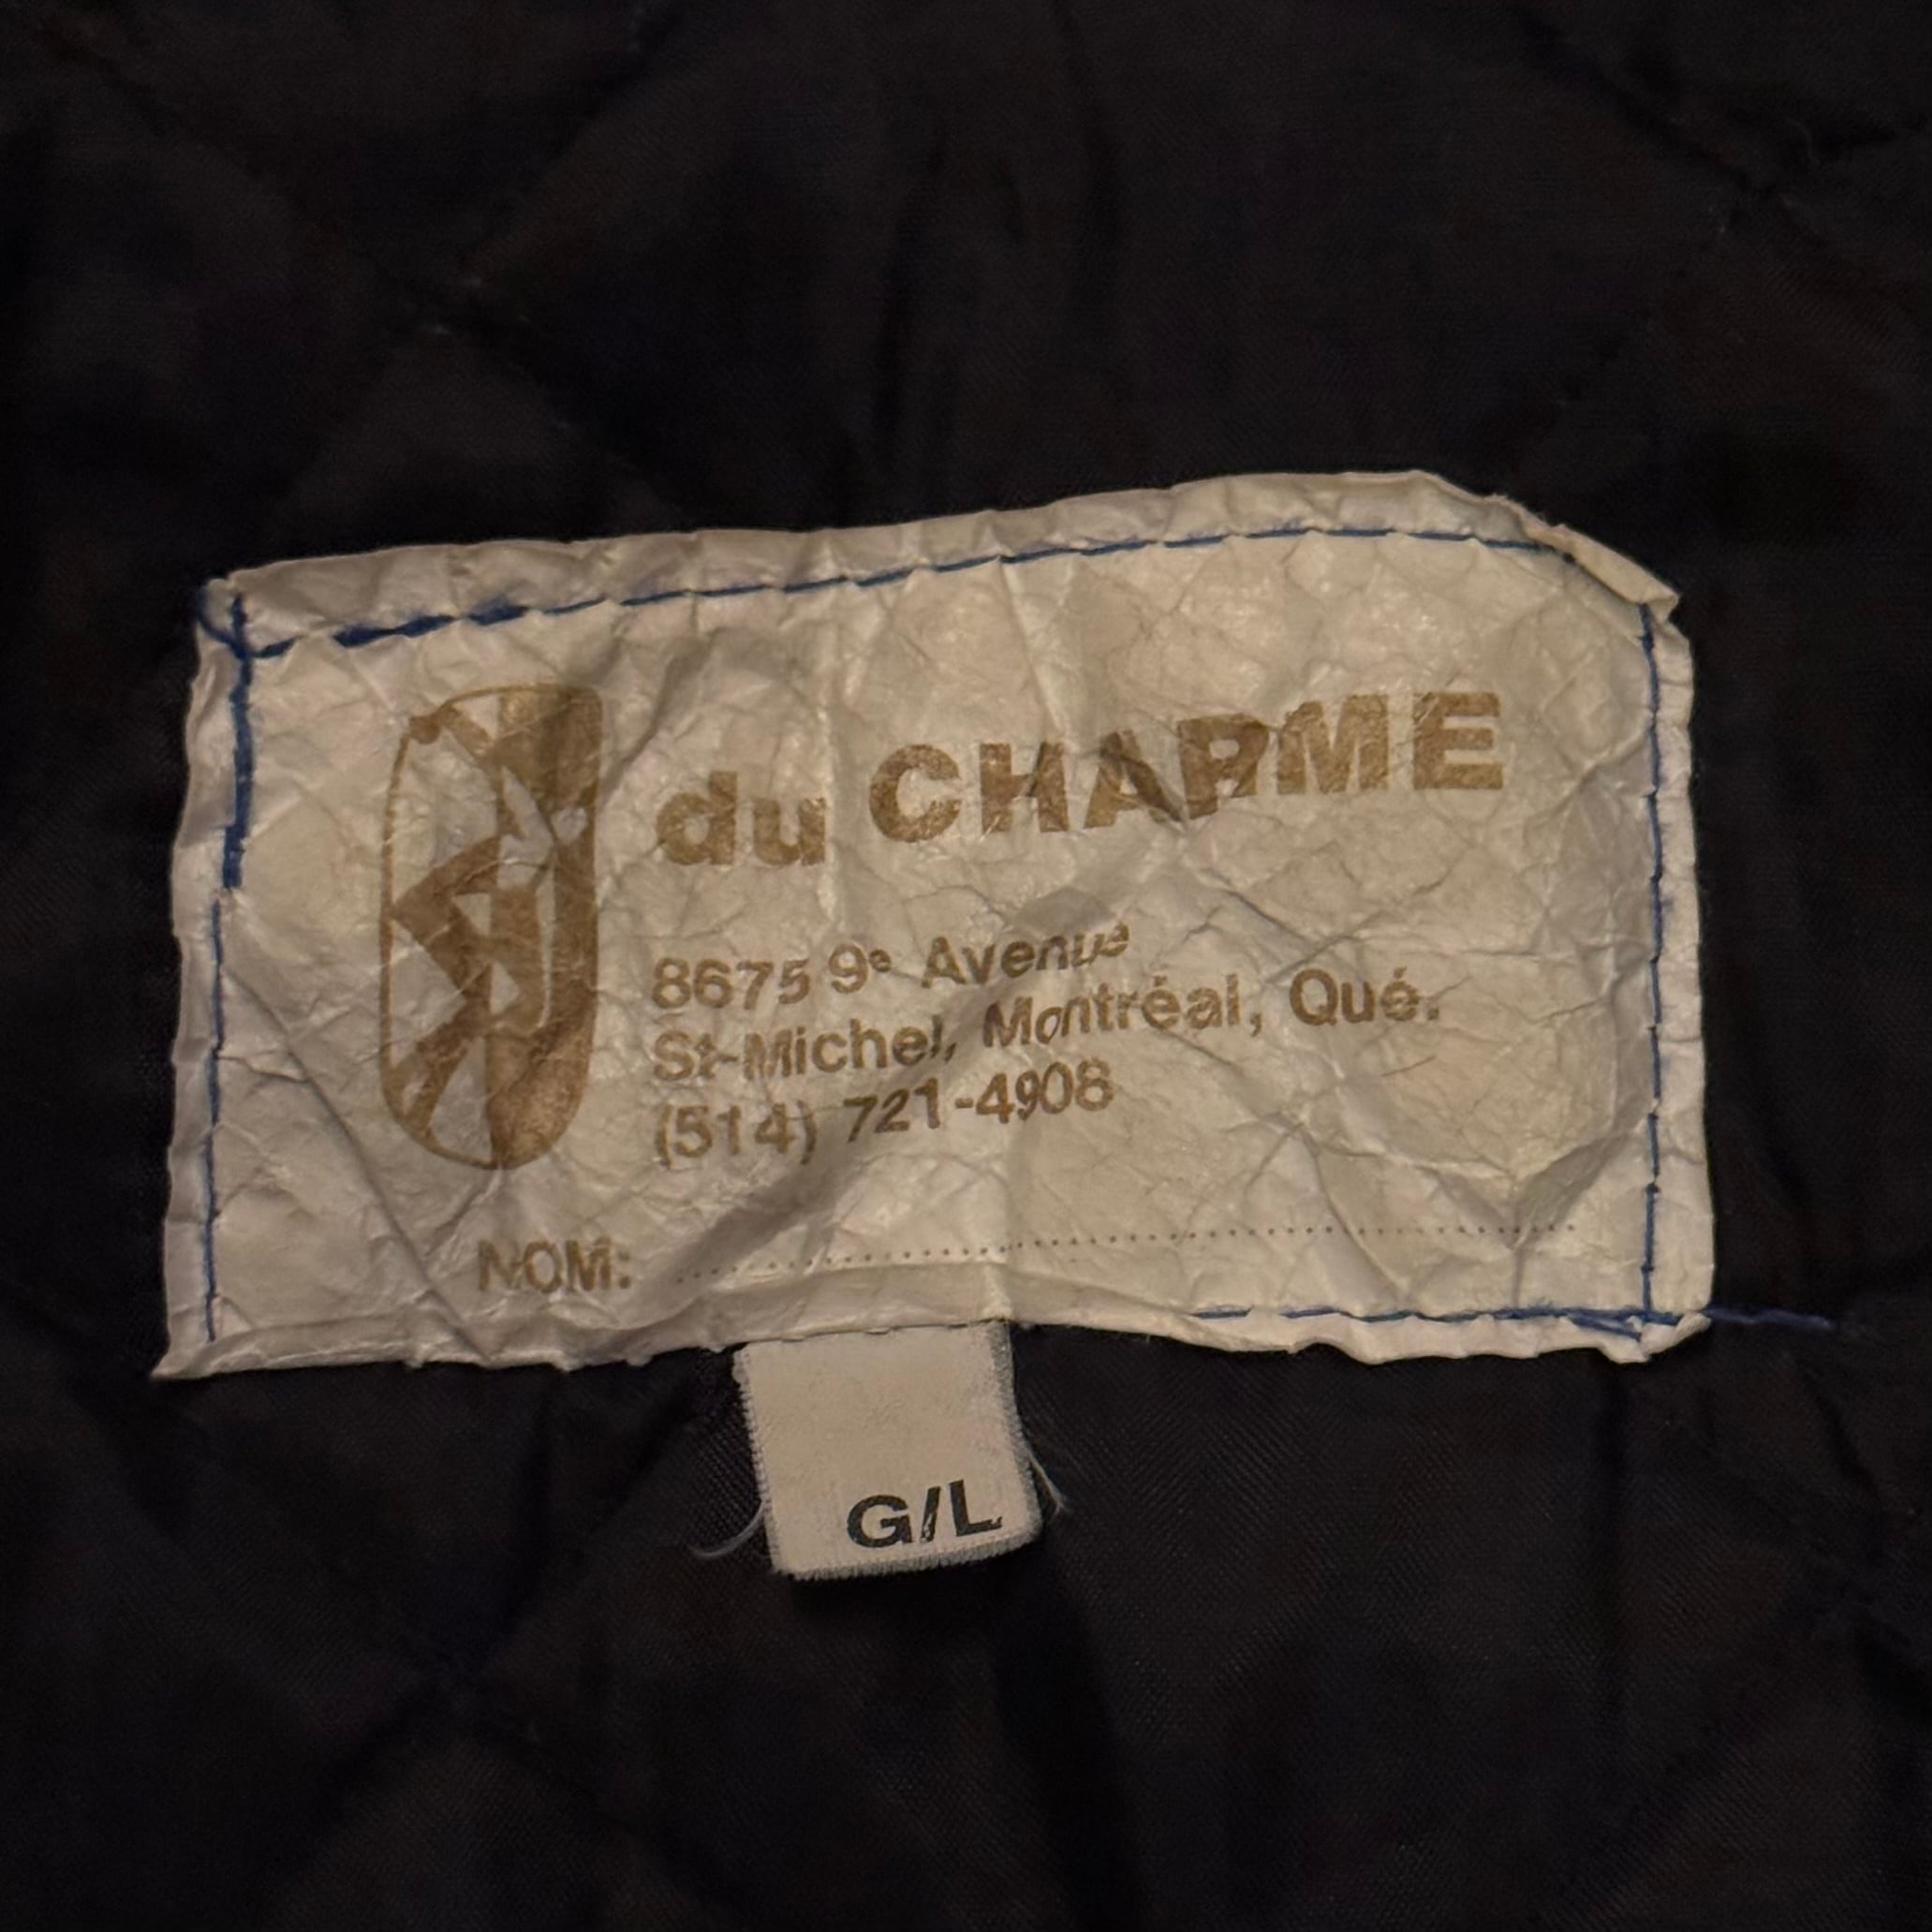 du CHARME
8675 9e Avenue
St-Michel, Montréal, Qué.
(514) 721-4908
NOM: ........................................................................
G/L